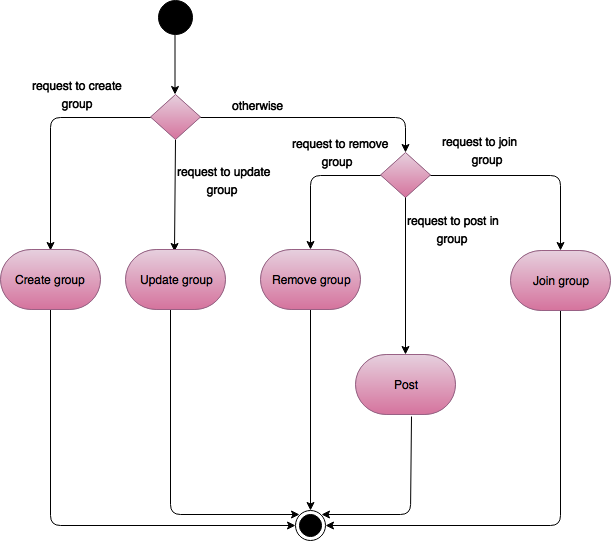 request to create
group
otherwise
request to remove
group
request to join
group
request to update
group
request to post in
group
Create group
Update group
Remove group
Join group
Post